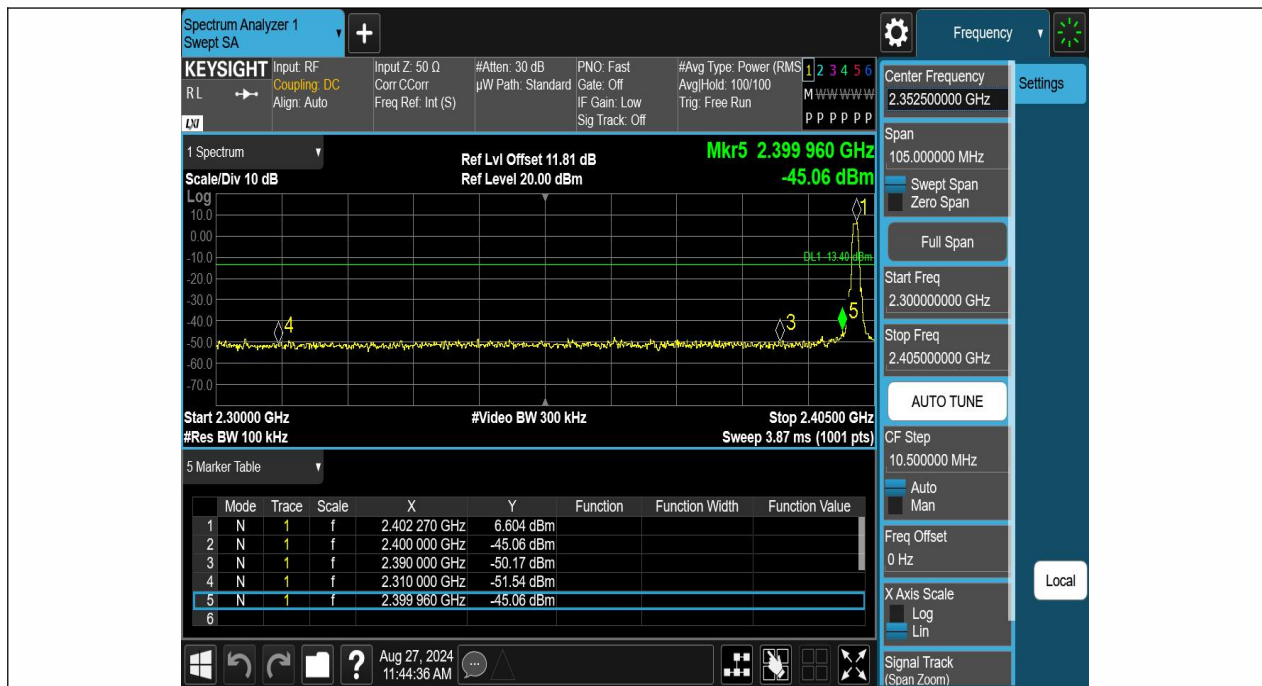 Spectrum Analyzer 1
Swept SA
Frequency
KEYSIGHT
RL
LXI
Input: RF
Coupling: DC
Align: Auto
Input Z: 50 Ω
Corr CCorr
Freq Ref: Int (S)
#Atten: 30 dB
µW Path: Standard
PNO: Fast
Gate: Off
IF Gain: Low
Sig Track: Off
#Avg Type: Power (RMS
Avg|Hold: 100/100
Trig: Free Run
1 2 3 4 5 6
M W W W W W
P P P P P P
Settings
Center Frequency
2.352500000 GHz
Span
105.000000 MHz
Swept Span
Zero Span
Full Span
Start Freq
2.300000000 GHz
Stop Freq
2.405000000 GHz
AUTO TUNE
CF Step
10.500000 MHz
Auto
Man
Freq Offset
0 Hz
X Axis Scale
Log
Lin
Signal Track
(Span Zoom)
Local
1 Spectrum
Scale/Div 10 dB
Ref Lvl Offset 11.81 dB
Ref Level 20.00 dBm
Mkr5 2.399 960 GHz
-45.06 dBm
Log
10.0
0.00
-10.0
-20.0
-30.0
-40.0
-50.0
-60.0
-70.0
1
DL1 -13.40 dBm
5
4
3
Start 2.30000 GHz
#Res BW 100 kHz
#Video BW 300 kHz
Stop 2.40500 GHz
Sweep 3.87 ms (1001 pts)
5 Marker Table
Mode Trace Scale X Y Function Function Width Function Value
1 N 1 f 2.402 270 GHz 6.604 dBm
2 N 1 f 2.400 000 GHz -45.06 dBm
3 N 1 f 2.390 000 GHz -50.17 dBm
4 N 1 f 2.310 000 GHz -51.54 dBm
5 N 1 f 2.399 960 GHz -45.06 dBm
6
Aug 27, 2024
11:44:36 AM